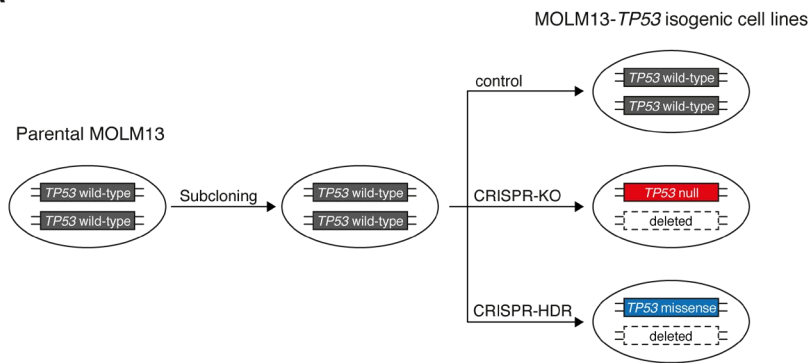 MOLM13-TP53 isogenic cell lines
control
TP53 wild-type
TP53 wild-type
Parental MOLM13
TP53 wild-type
TP53 wild-type
Subcloning
TP53 wild-type
TP53 wild-type
CRISPR-KO
TP53 null
deleted
CRISPR-HDR
TP53 missense
deleted